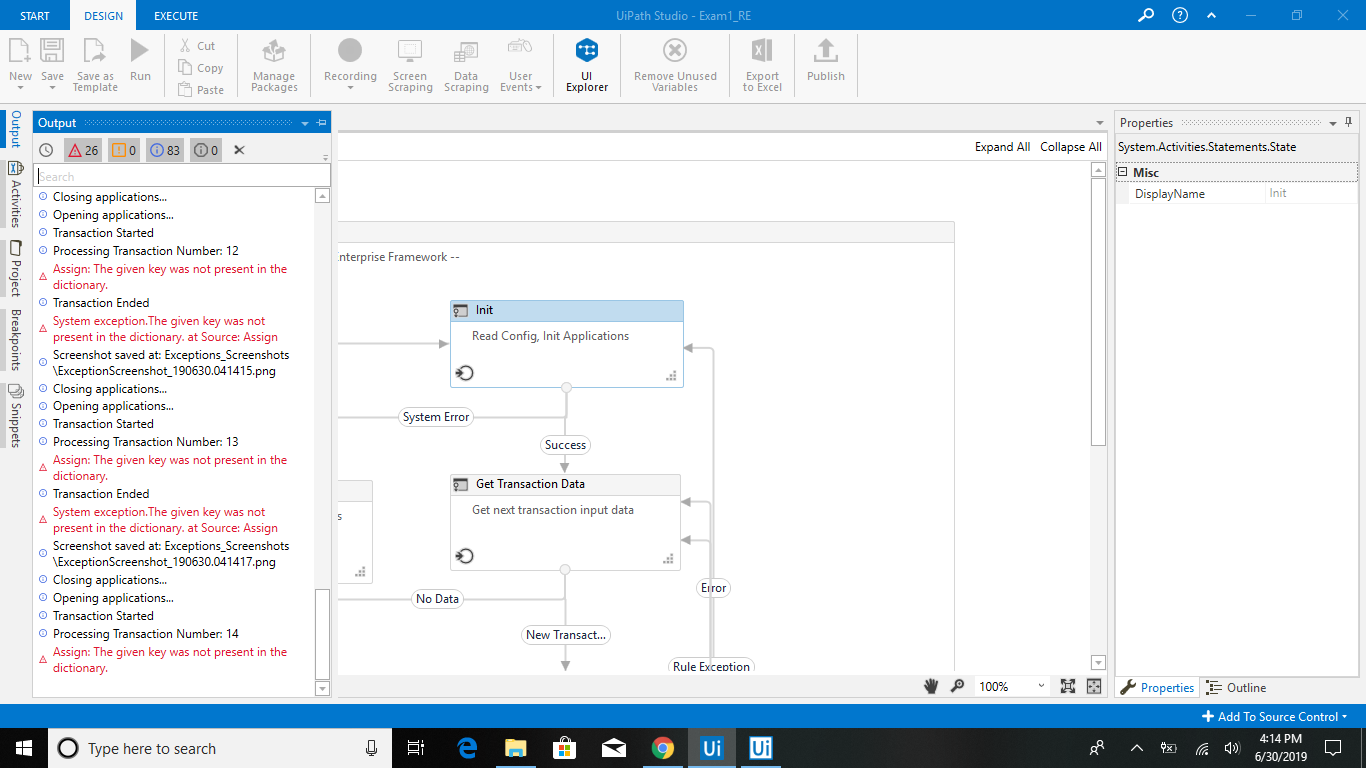 START
DESIGN
EXECUTE
UiPath Studio - Exam1_RE
New
Save
Save as
Template
Run
Cut
Copy
Paste
Manage
Packages
Recording
Screen
Scraping
Data
Scraping
User
Events
UI
Explorer
Remove Unused
Variables
Export
to Excel
Publish
Output
Activities
Project
Breakpoints
Snippets
Output
26
0
83
0
Search
Closing applications...
Opening applications...
Transaction Started
Processing Transaction Number: 12
Assign: The given key was not present in the
dictionary.
Transaction Ended
System exception.The given key was not
present in the dictionary. at Source: Assign
Screenshot saved at: Exceptions_Screenshots
\ExceptionScreenshot_190630.041415.png
Closing applications...
Opening applications...
Transaction Started
Processing Transaction Number: 13
Assign: The given key was not present in the
dictionary.
Transaction Ended
System exception.The given key was not
present in the dictionary. at Source: Assign
Screenshot saved at: Exceptions_Screenshots
\ExceptionScreenshot_190630.041417.png
Closing applications...
Opening applications...
Transaction Started
Processing Transaction Number: 14
Assign: The given key was not present in the
dictionary.
Expand All
Collapse All
nterprise Framework --
Init
Read Config, Init Applications
System Error
Success
Get Transaction Data
Get next transaction input data
s
Error
No Data
New Transact...
Rule Exception
100%
Properties
System.Activities.Statements.State
Misc
DisplayName
Init
Properties
Outline
Add To Source Control
Type here to search
Ui
Ui
4:14 PM
6/30/2019